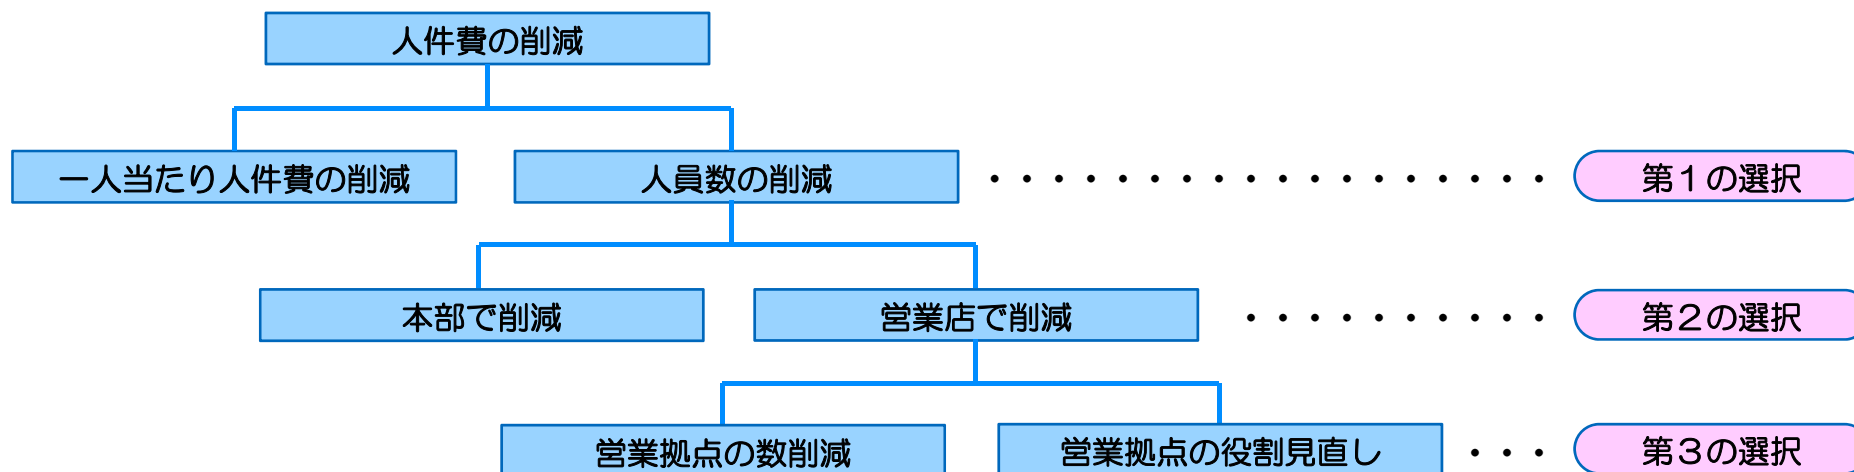 人件費の削減
一人当たり人件費の削減
人員数の削減
・・・・・・・・・・・・・・・・・・
第１の選択
本部で削減
営業店で削減
・・・・・・・・・・
第２の選択
営業拠点の数削減
営業拠点の役割見直し
・・・
第３の選択